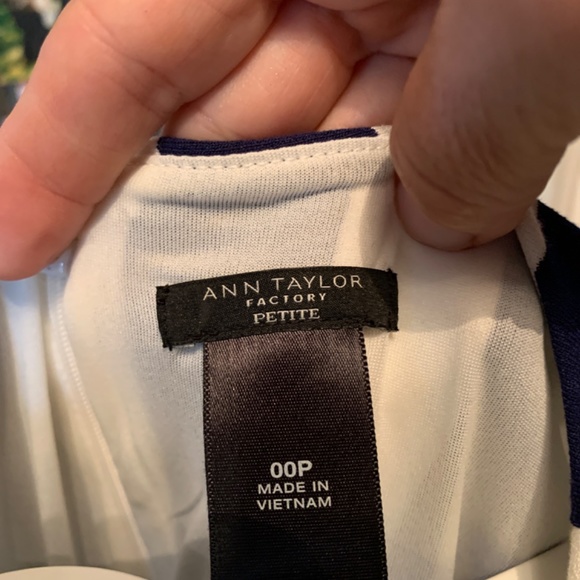 ANN TAYLOR
FACTORY
PETITE
00P
MADE IN
VIETNAM